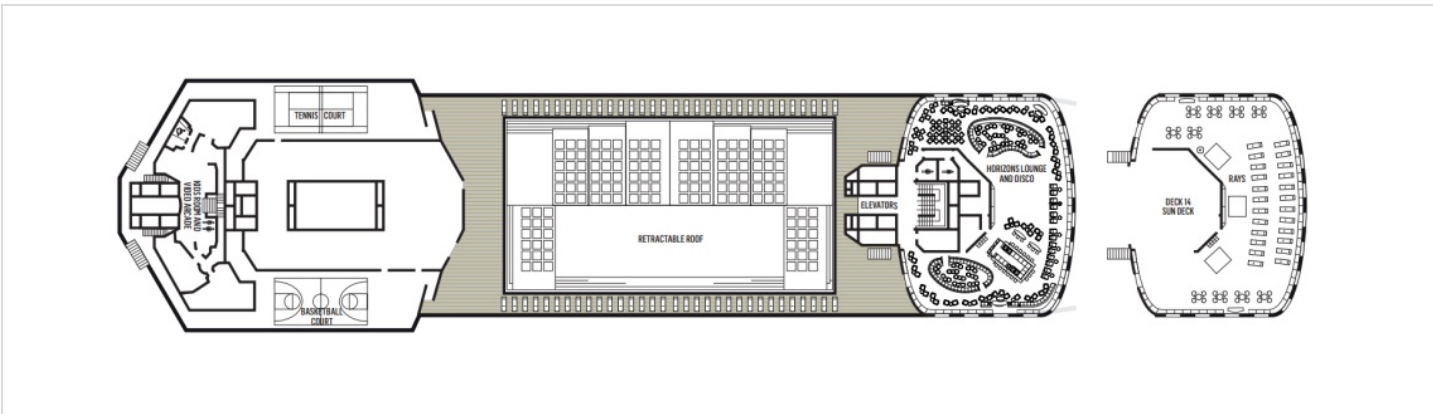 TENNIS COURT
KIDS ROOM AND
VIDEO ARCADE
BASKETBALL
COURT
RETRACTABLE ROOF
ELEVATORS
HORIZONS LOUNGE
AND DISCO
DECK 14
SUN DECK
RAYS